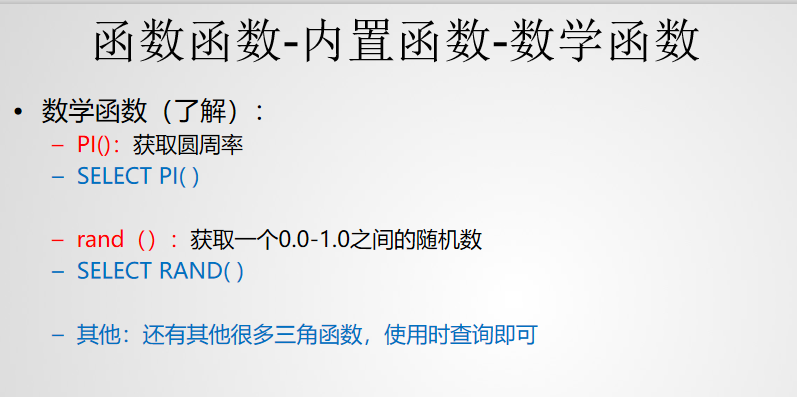 函数函数-内置函数-数学函数
• 数学函数（了解）：
– PI()：获取圆周率
– SELECT PI( )
– rand（）：获取一个0.0-1.0之间的随机数
– SELECT RAND( )
– 其他：还有其他很多三角函数，使用时查询即可